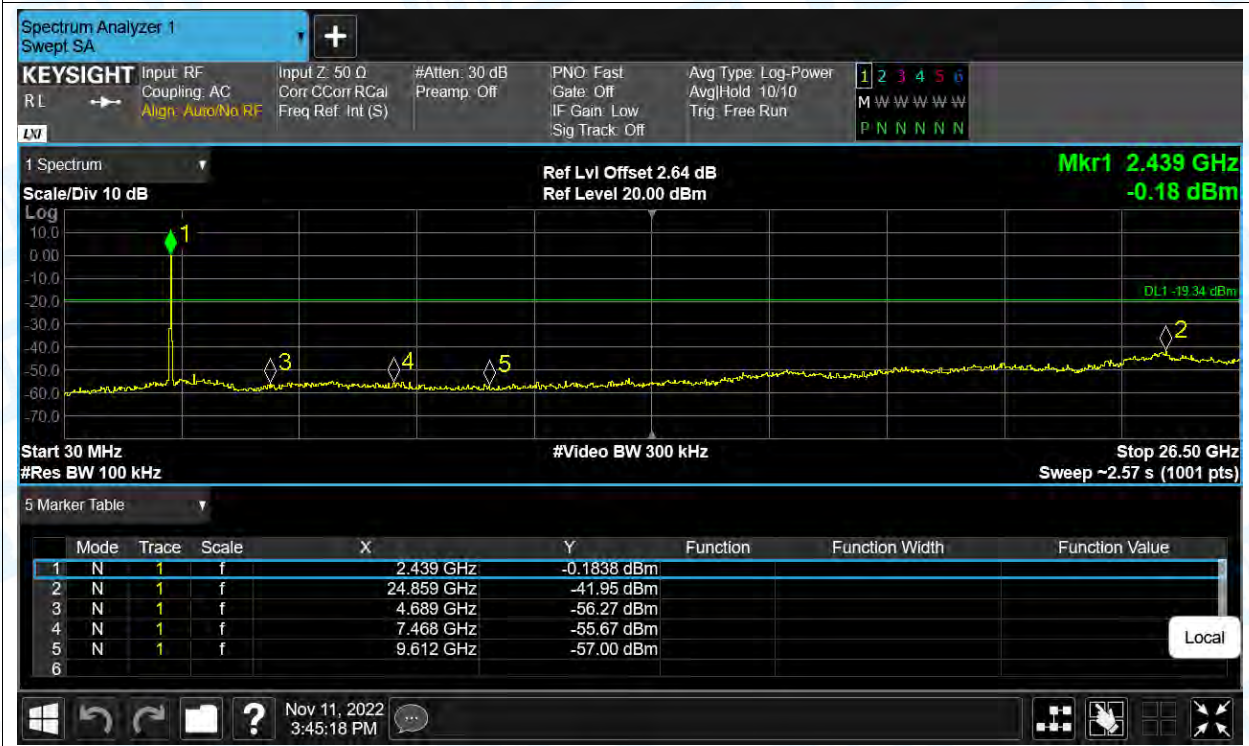 Spectrum Analyzer 1
Swept SA
+
KEYSIGHT Input: RF Input Z: 50 Ω #Atten: 30 dB PNO: Fast Avg Type: Log-Power 1 2 3 4 5 6
R L Coupling: AC Corr CCorr RCal Preamp: Off Gate: Off Avg|Hold: 10/10 M W W W W W
Align: Auto/No RF Freq Ref: Int (S) IF Gain: Low Trig: Free Run
LXI Sig Track: Off P N N N N N
1 Spectrum Ref Lvl Offset 2.64 dB Mkr1 2.439 GHz
Scale/Div 10 dB Ref Level 20.00 dBm -0.18 dBm
Log
10.0 1
0.00
-10.0
DL1 -19.34 dBm
-20.0
-30.0
2
-40.0
3 4 5
-50.0
-60.0
-70.0
Start 30 MHz #Video BW 300 kHz Stop 26.50 GHz
#Res BW 100 kHz Sweep ~2.57 s (1001 pts)
5 Marker Table
Mode Trace Scale X Y Function Function Width Function Value
1 N 1 f 2.439 GHz -0.1838 dBm
2 N 1 f 24.859 GHz -41.95 dBm
3 N 1 f 4.689 GHz -56.27 dBm
4 N 1 f 7.468 GHz -55.67 dBm
5 N 1 f 9.612 GHz -57.00 dBm
6
Local
? Nov 11, 2022
3:45:18 PM